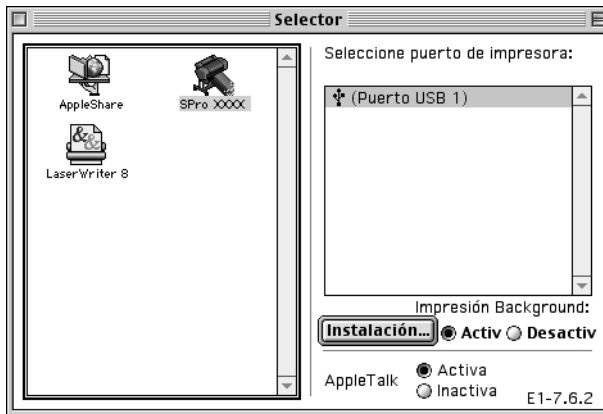 Selector
AppleShare
SPro XXXX
LaserWriter 8
Seleccione puerto de impresora:
(Puerto USB 1)
Impresión Background:
Instalación... Activ Desactiv
AppleTalk
Activa
Inactiva
E1-7.6.2